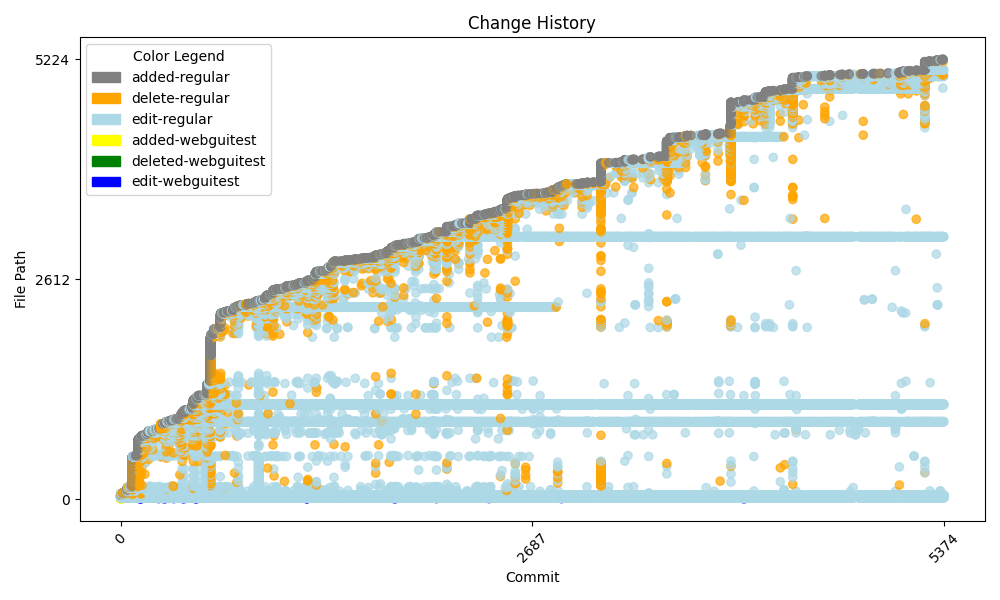 Change History
Color Legend
added-regular
delete-regular
edit-regular
added-webguitest
deleted-webguitest
edit-webguitest
5224
2612
0
File Path
0
2687
5374
Commit